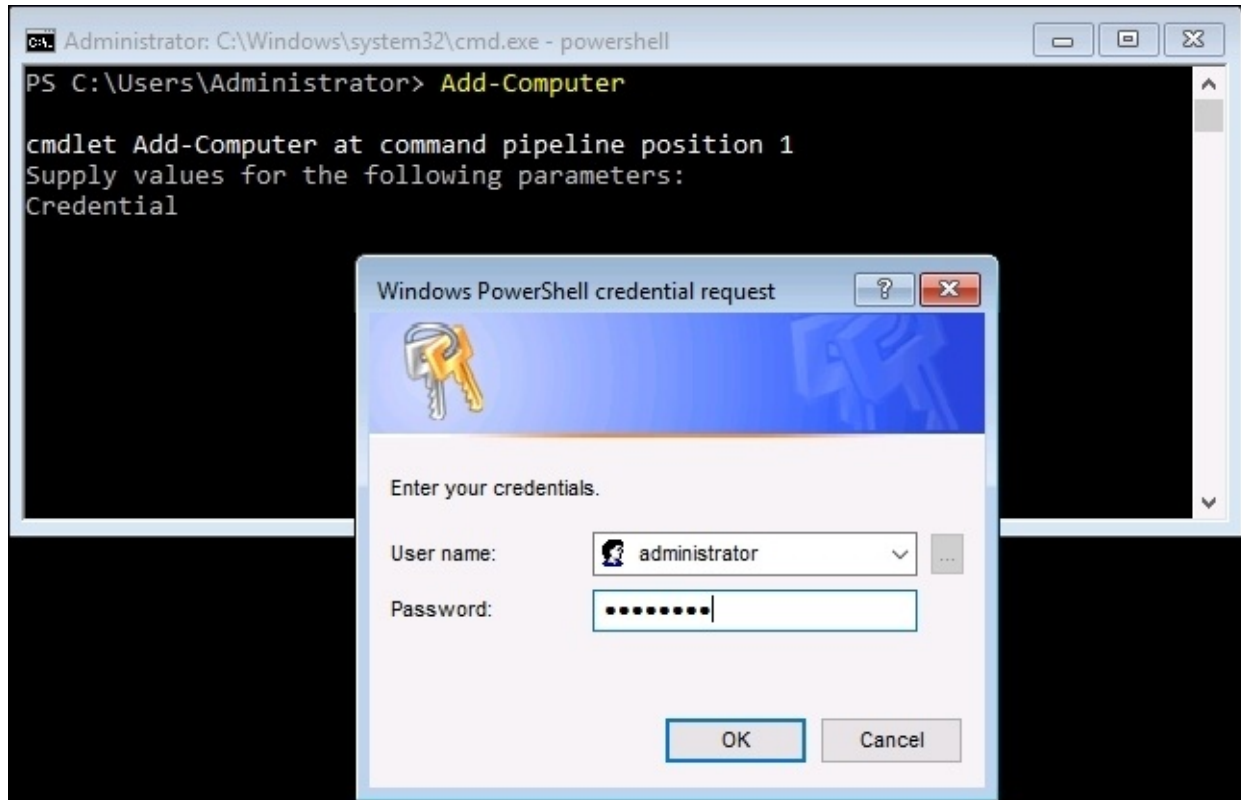 Administrator: C:\Windows\system32\cmd.exe - powershell
PS C:\Users\Administrator> Add-Computer
cmdlet Add-Computer at command pipeline position 1
Supply values for the following parameters:
Credential
Windows PowerShell credential request
Enter your credentials.
User name: administrator ...
Password: ••••••••
OK Cancel